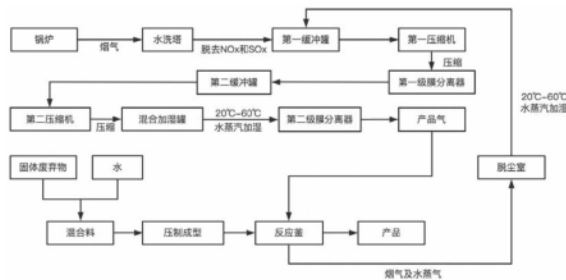 锅炉
烟气
水洗塔
脱去NOx和SOx
第一缓冲罐
第一压缩机
压缩
第二缓冲罐
第一级膜分离器
20℃~60℃
水蒸汽加湿
第二压缩机
压缩
混合加湿罐
20℃~60℃
水蒸汽加湿
第二级膜分离器
产品气
固体废弃物
水
脱尘室
混合料
压制成型
反应釜
产品
烟气及水蒸气